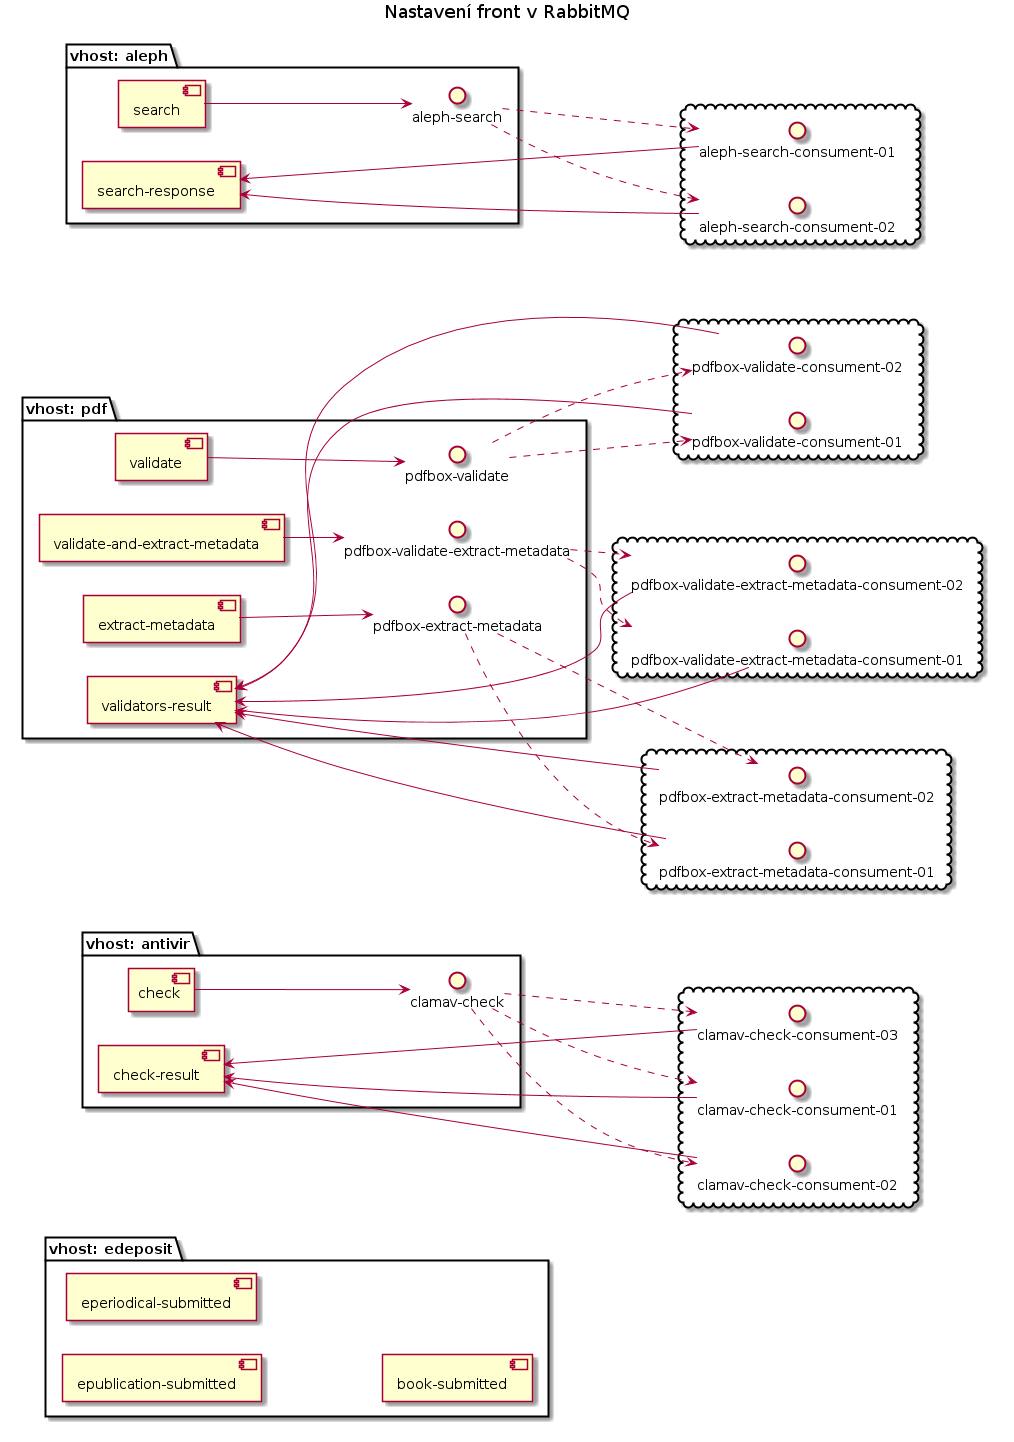 Nastavení front v RabbitMQ
vhost: aleph
search
aleph-search
search-response
aleph-search-consument-01
aleph-search-consument-02
pdfbox-validate-consument-02
pdfbox-validate-consument-01
vhost: pdf
validate
pdfbox-validate
validate-and-extract-metadata
pdfbox-validate-extract-metadata
extract-metadata
pdfbox-extract-metadata
validators-result
pdfbox-validate-extract-metadata-consument-02
pdfbox-validate-extract-metadata-consument-01
pdfbox-extract-metadata-consument-02
pdfbox-extract-metadata-consument-01
vhost: antivir
check
clamav-check
check-result
clamav-check-consument-03
clamav-check-consument-01
clamav-check-consument-02
vhost: edeposit
eperiodical-submitted
epublication-submitted
book-submitted